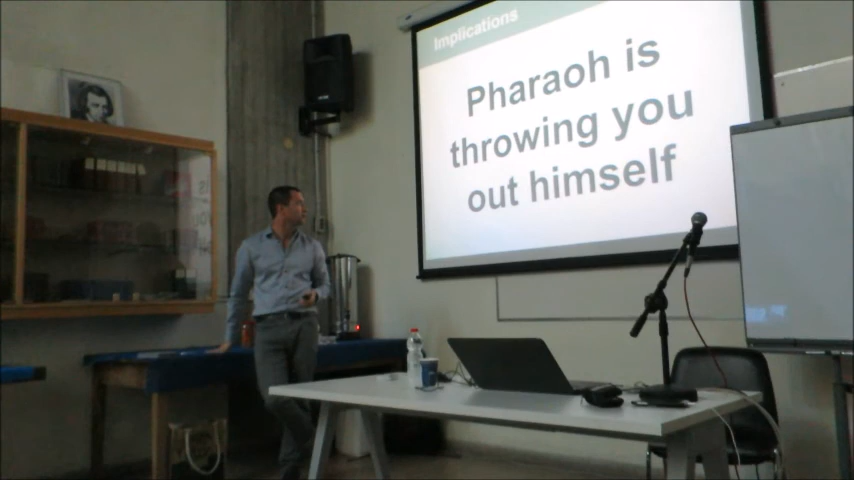 Implications
Pharaoh is
throwing you
out himself